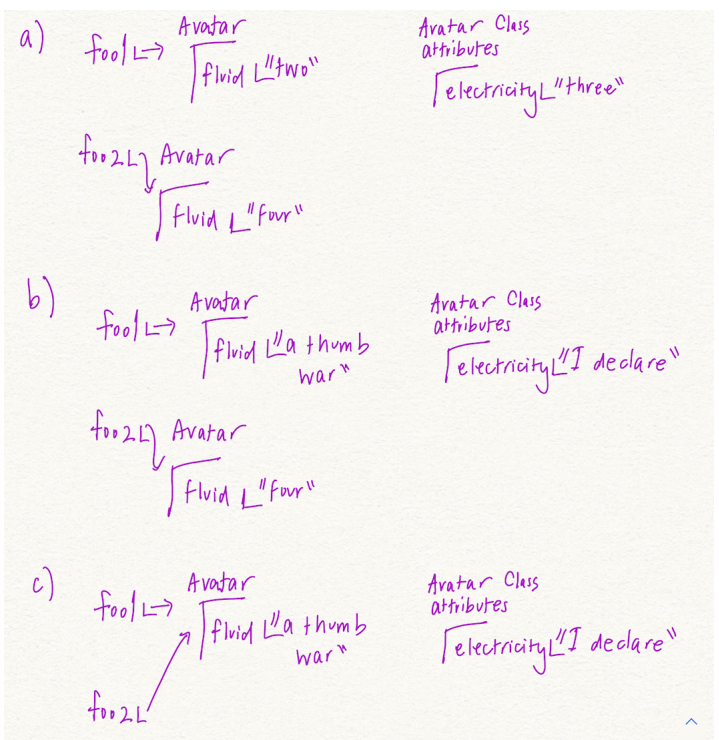 a)
foo1 Avatar
fluid "two"
Avatar Class
attributes
electricity "three"
foo2 Avatar
fluid "four"
b)
foo1 Avatar
fluid "a thumb
war"
Avatar Class
attributes
electricity "I declare"
foo2 Avatar
fluid "four"
c)
foo1 Avatar
fluid "a thumb
war"
Avatar Class
attributes
electricity "I declare"
foo2